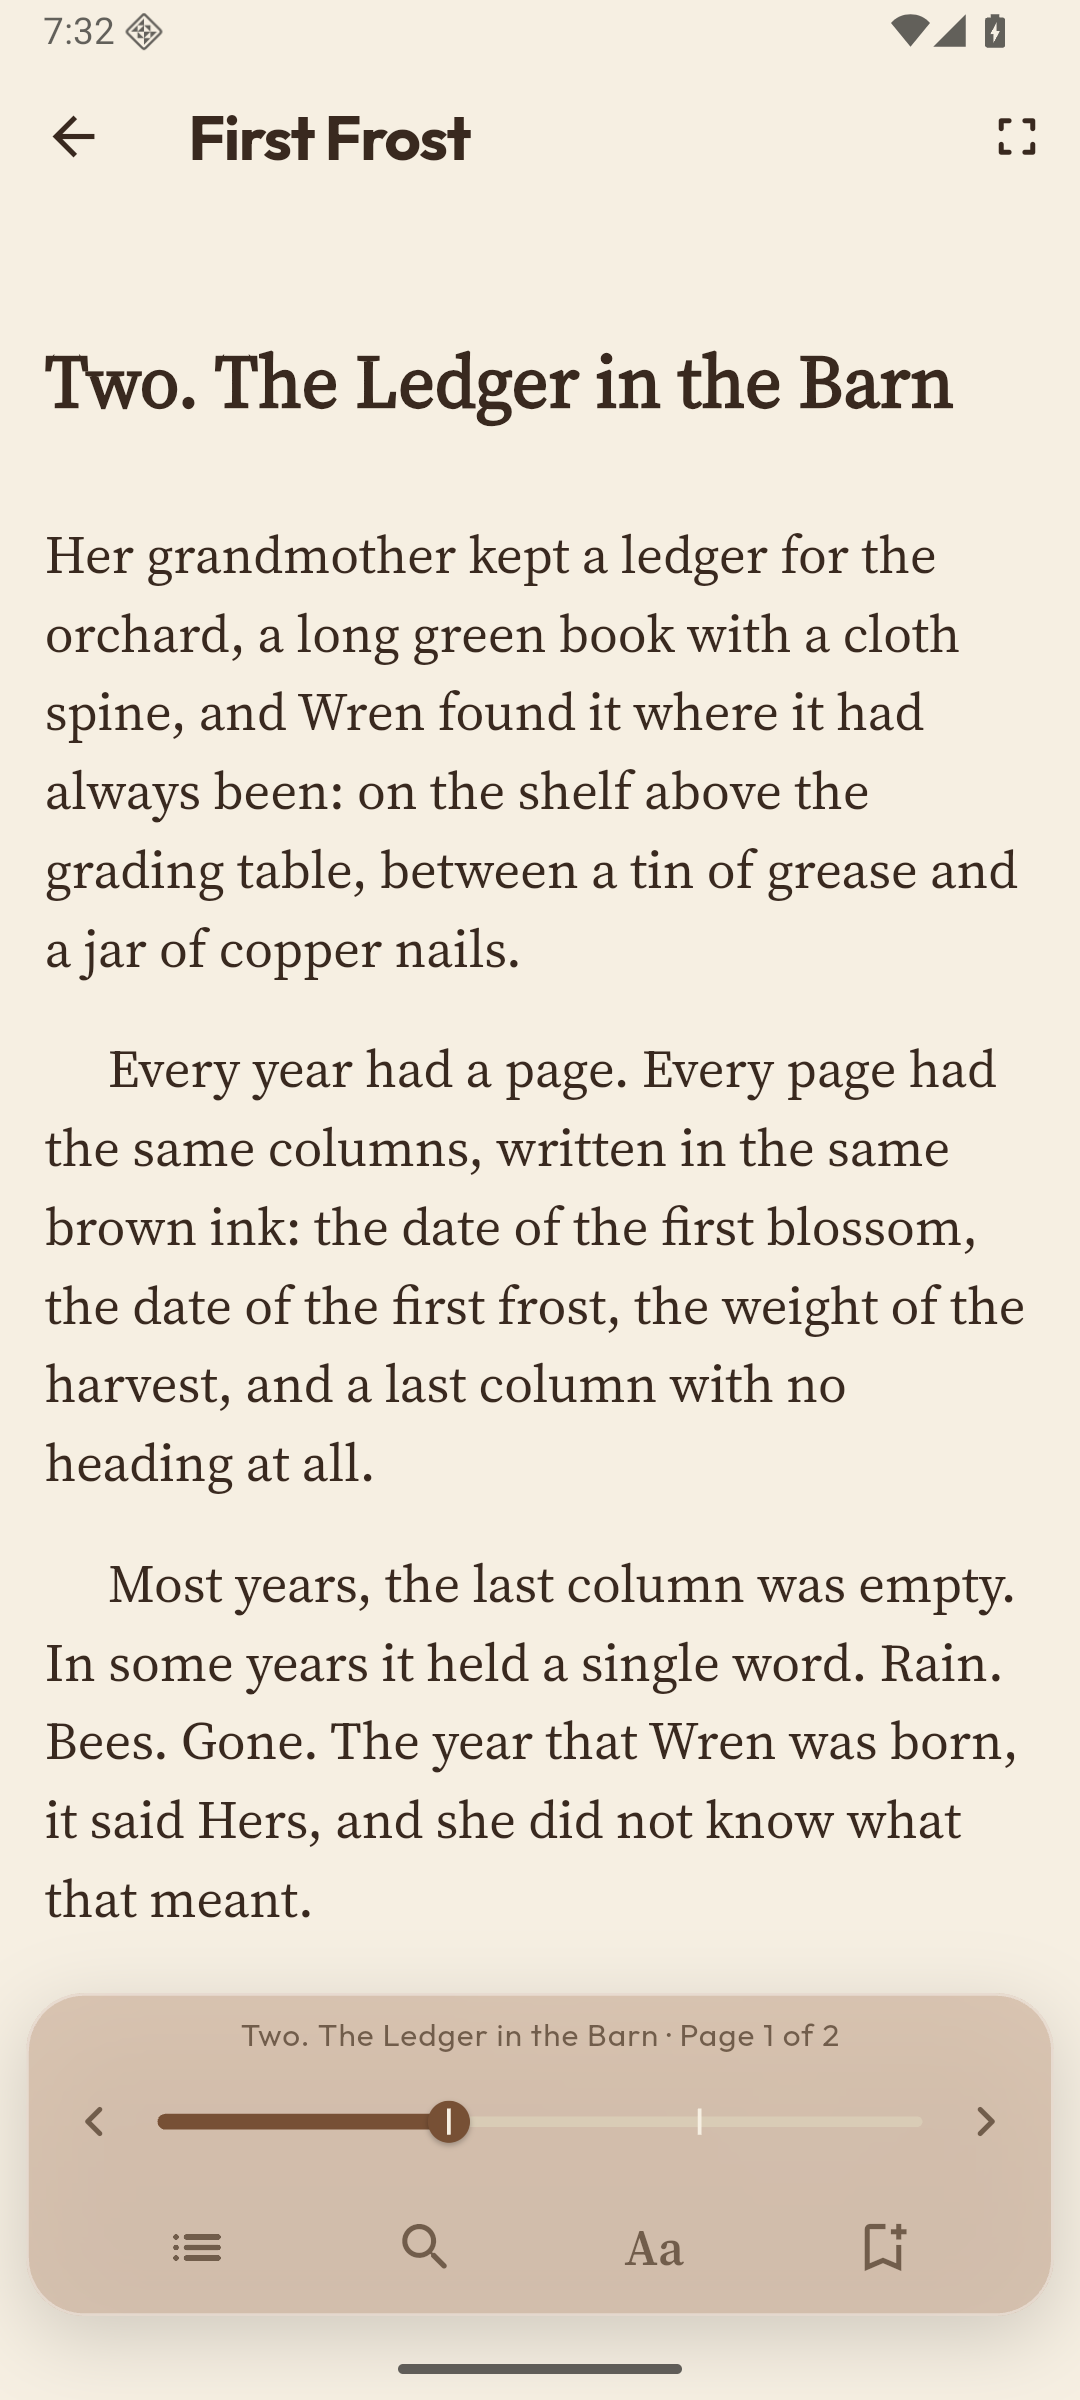 7:32
First Frost
Two. The Ledger in the Barn
Her grandmother kept a ledger for the
orchard, a long green book with a cloth
spine, and Wren found it where it had
always been: on the shelf above the
grading table, between a tin of grease and
a jar of copper nails.
Every year had a page. Every page had
the same columns, written in the same
brown ink: the date of the first blossom,
the date of the first frost, the weight of the
harvest, and a last column with no
heading at all.
Most years, the last column was empty.
In some years it held a single word. Rain.
Bees. Gone. The year that Wren was born,
it said Hers, and she did not know what
that meant.
Two. The Ledger in the Barn · Page 1 of 2
Aa